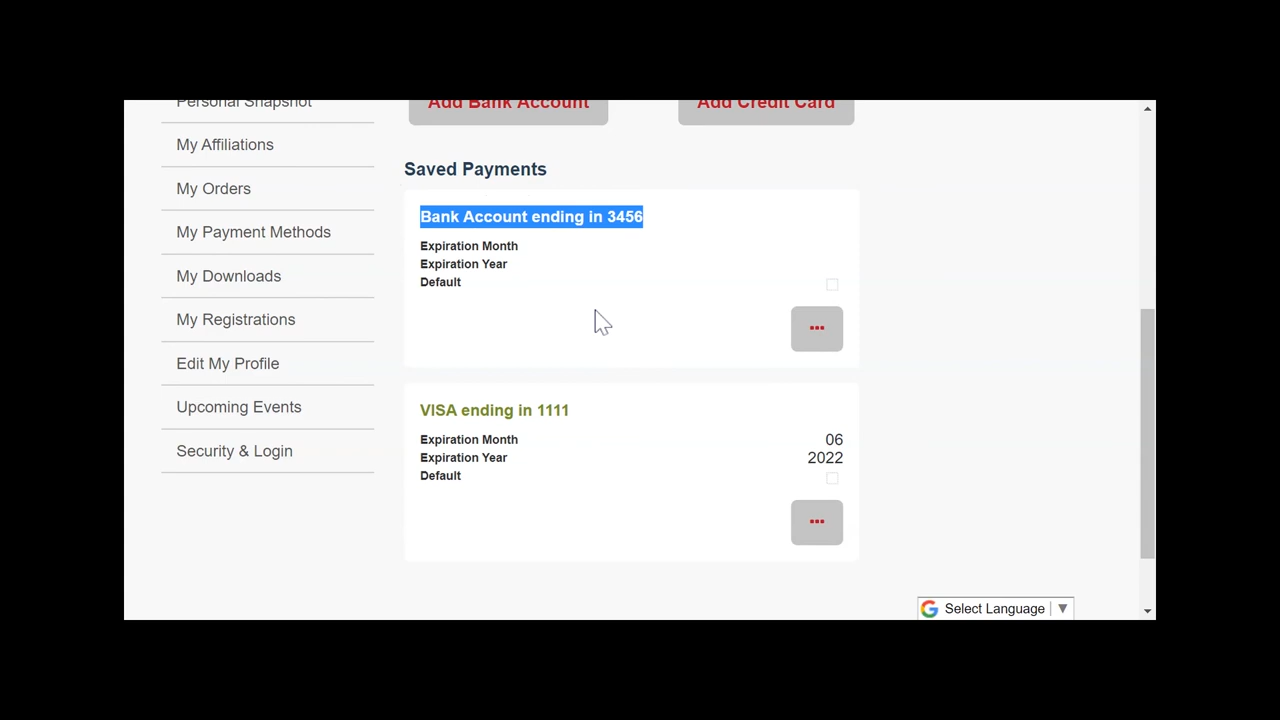 Personal Snapshot
My Affiliations
My Orders
My Payment Methods
My Downloads
My Registrations
Edit My Profile
Upcoming Events
Security & Login
Add Bank Account
Add Credit Card
Saved Payments
Bank Account ending in 3456
Expiration Month
Expiration Year
Default
•••
VISA ending in 1111
Expiration Month 06
Expiration Year 2022
Default
•••
Select Language ▼